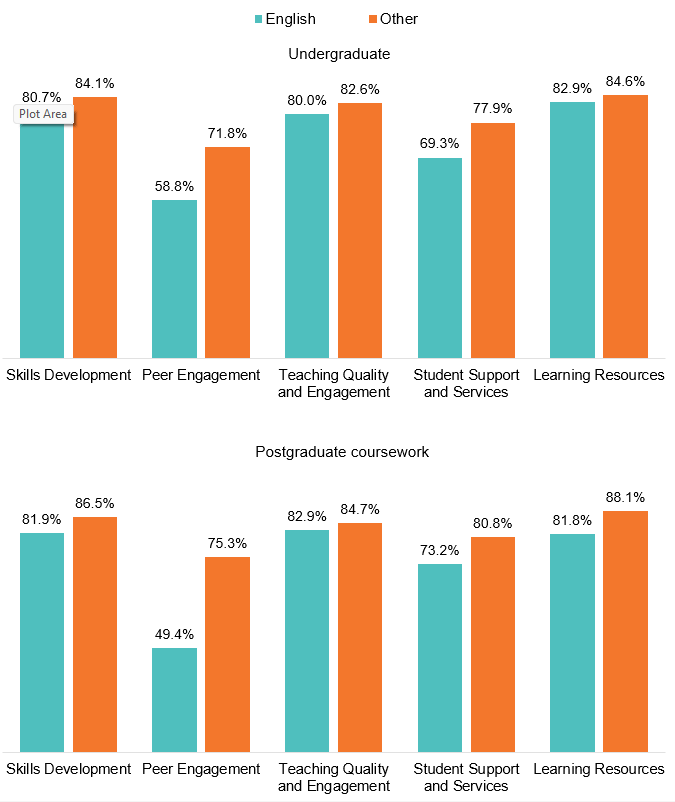 English Other
Undergraduate
80.7% 84.1% 58.8% 71.8% 80.0% 82.6% 69.3% 77.9% 82.9% 84.6%
Plot Area
Skills Development Peer Engagement Teaching Quality Student Support Learning Resources
and Engagement and Services
Postgraduate coursework
81.9% 86.5% 49.4% 75.3% 82.9% 84.7% 73.2% 80.8% 81.8% 88.1%
Skills Development Peer Engagement Teaching Quality Student Support Learning Resources
and Engagement and Services